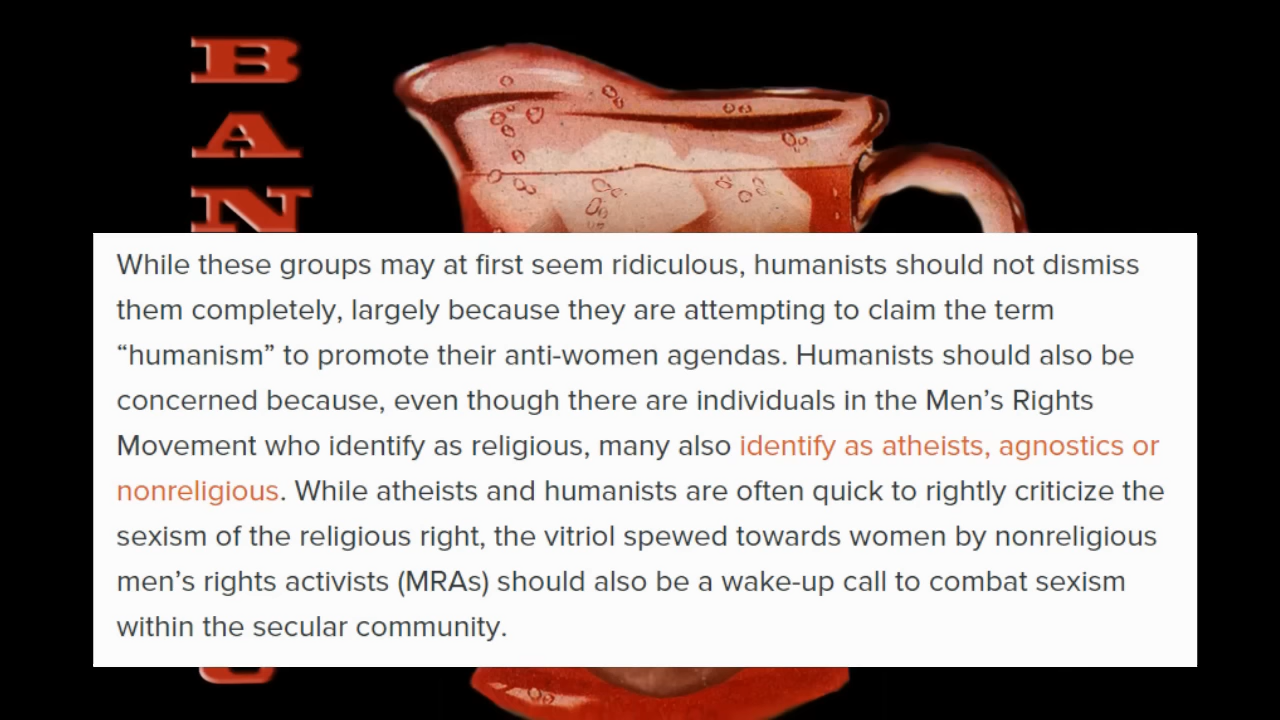 B
A
N
While these groups may at first seem ridiculous, humanists should not dismiss
them completely, largely because they are attempting to claim the term
“humanism” to promote their anti-women agendas. Humanists should also be
concerned because, even though there are individuals in the Men’s Rights
Movement who identify as religious, many also identify as atheists, agnostics or
nonreligious. While atheists and humanists are often quick to rightly criticize the
sexism of the religious right, the vitriol spewed towards women by nonreligious
men’s rights activists (MRAs) should also be a wake-up call to combat sexism
within the secular community.